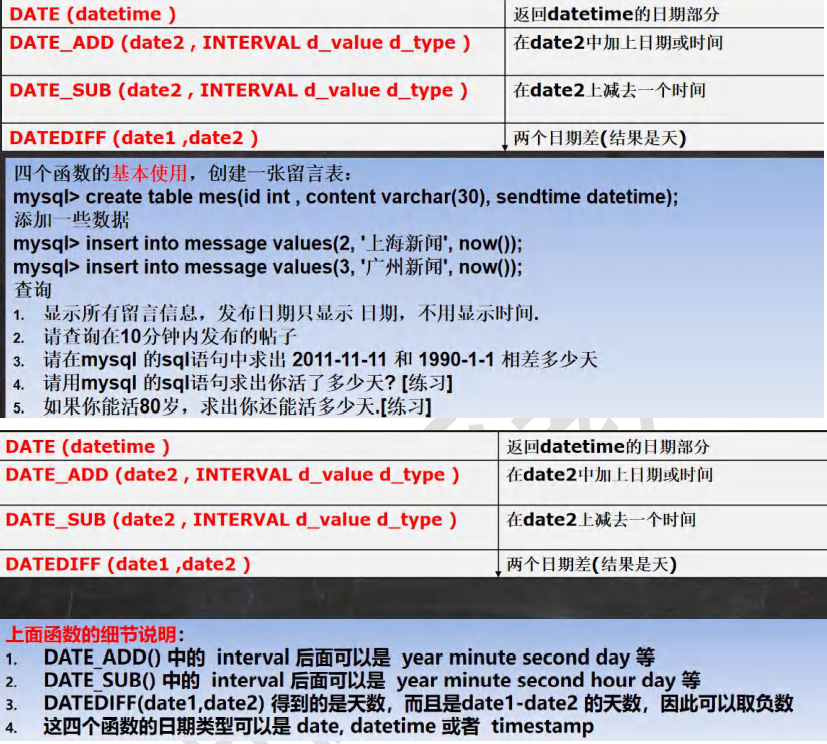 DATE (datetime ) 返回datetime的日期部分
DATE_ADD (date2 , INTERVAL d_value d_type ) 在date2中加上日期或时间
DATE_SUB (date2 , INTERVAL d_value d_type ) 在date2上减去一个时间
DATEDIFF (date1 ,date2 ) 两个日期差(结果是天)
四个函数的基本使用，创建一张留言表：
mysql> create table mes(id int , content varchar(30), sendtime datetime);
添加一些数据
mysql> insert into message values(2, '上海新闻', now());
mysql> insert into message values(3, '广州新闻', now());
查询
1. 显示所有留言信息，发布日期只显示 日期，不用显示时间.
2. 请查询在10分钟内发布的帖子
3. 请在mysql 的sql语句中求出 2011-11-11 和 1990-1-1 相差多少天
4. 请用mysql 的sql语句求出你活了多少天? [练习]
5. 如果你能活80岁，求出你还能活多少天.[练习]
DATE (datetime ) 返回datetime的日期部分
DATE_ADD (date2 , INTERVAL d_value d_type ) 在date2中加上日期或时间
DATE_SUB (date2 , INTERVAL d_value d_type ) 在date2上减去一个时间
DATEDIFF (date1 ,date2 ) 两个日期差(结果是天)
上面函数的细节说明:
1. DATE_ADD() 中的 interval 后面可以是 year minute second day 等
2. DATE_SUB() 中的 interval 后面可以是 year minute second hour day 等
3. DATEDIFF(date1,date2) 得到的是天数，而且是date1-date2 的天数，因此可以取负数
4. 这四个函数的日期类型可以是 date, datetime 或者 timestamp